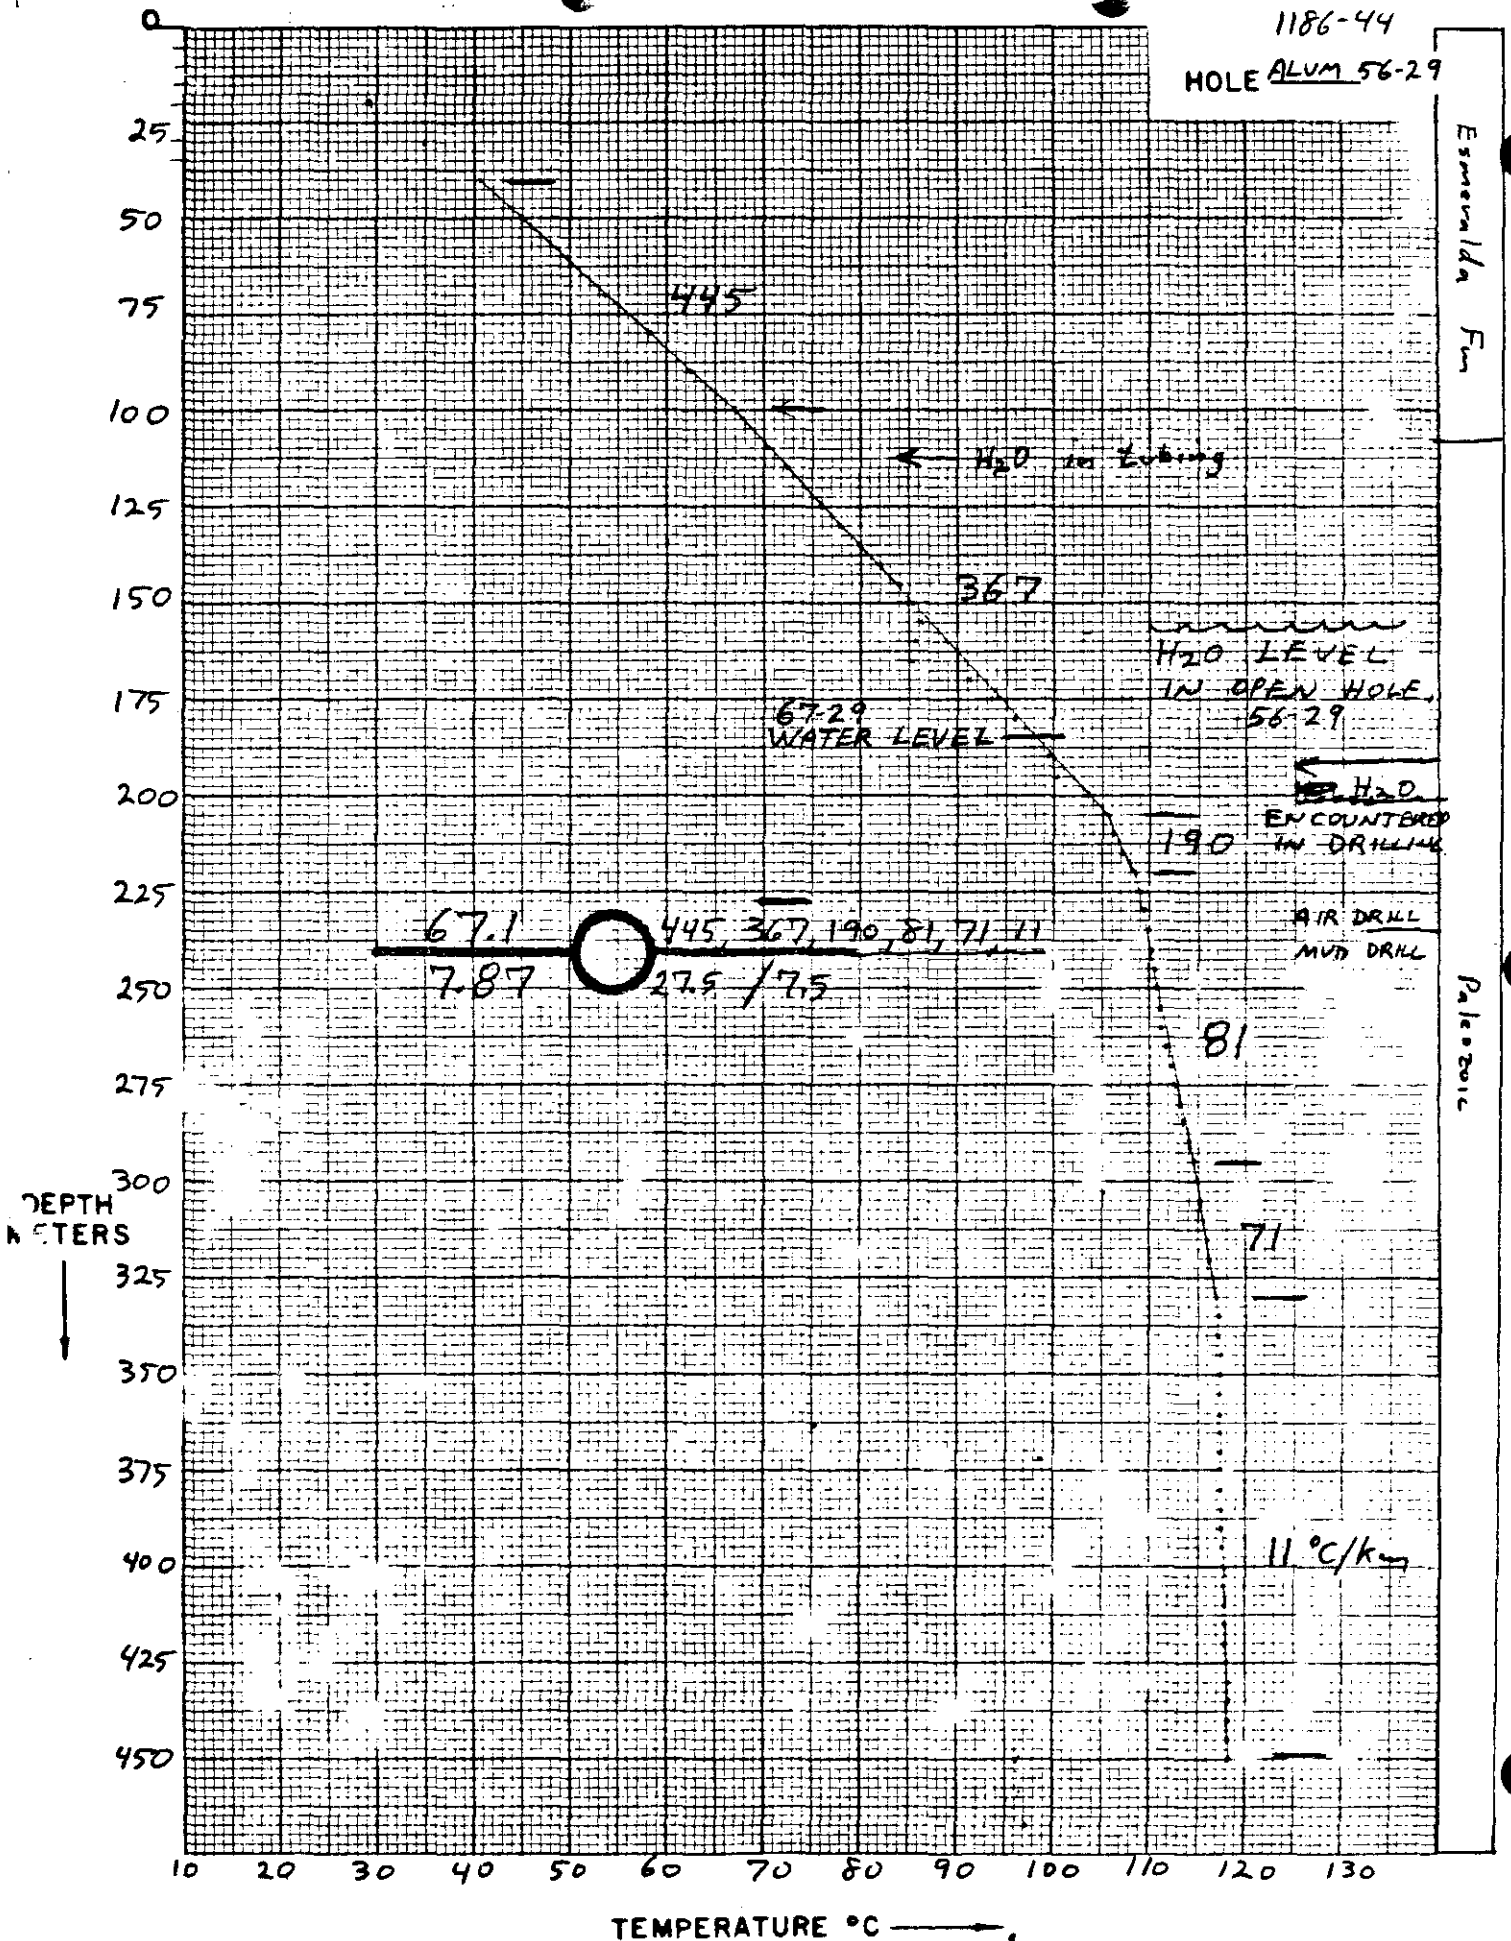 1186-44
HOLE ALUM 56-29
0
25
50
75
100
125
150
175
200
225
250
275
300
325
350
375
400
425
450
DEPTH
METERS
445
H2O in tubing
367
H2O LEVEL
IN OPEN HOLE
56-29
67-29
WATER LEVEL
H2O
ENCOUNTERED
IN DRILLING
190
AIR DRILL
MUD DRILL
67.1
445, 367, 190, 81, 71, 11
7.87
27.5 / 7.5
81
71
11 °C/km
Esmeralda Fm
Paleozoic
10 20 30 40 50 60 70 80 90 100 110 120 130
TEMPERATURE °C